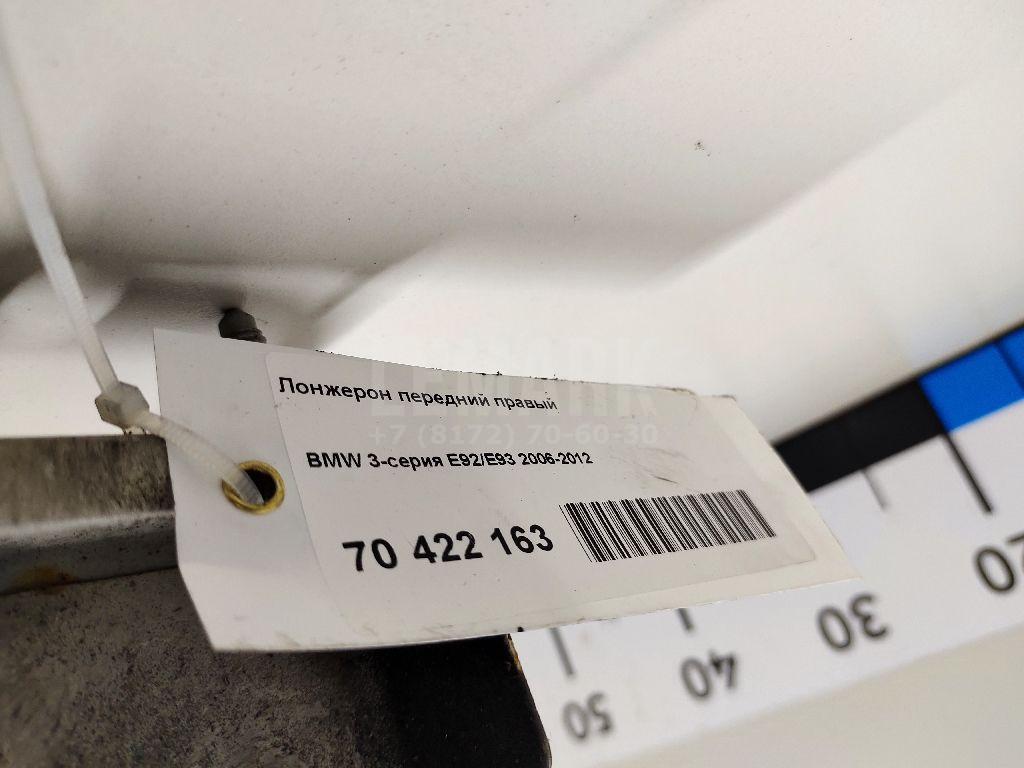 Лонжерон передний правый
LEMARK
+7 (8172) 70-60-30
BMW 3-серия E92/E93 2006-2012
70 422 163
20
30
40
50